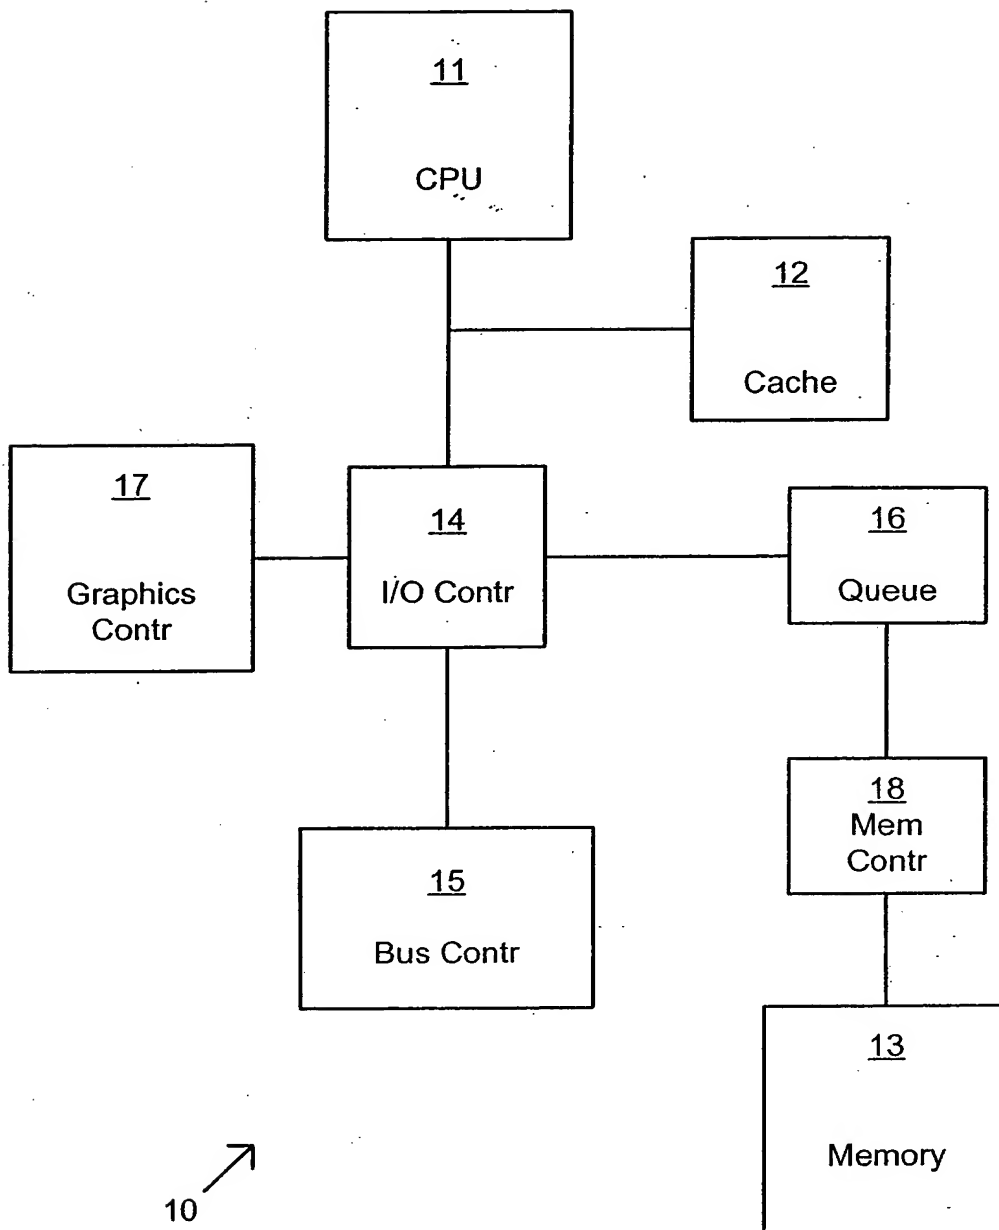 11
CPU
12
Cache
17
Graphics
Contr
14
I/O Contr
16
Queue
18
Mem
Contr
15
Bus Contr
13
Memory
10